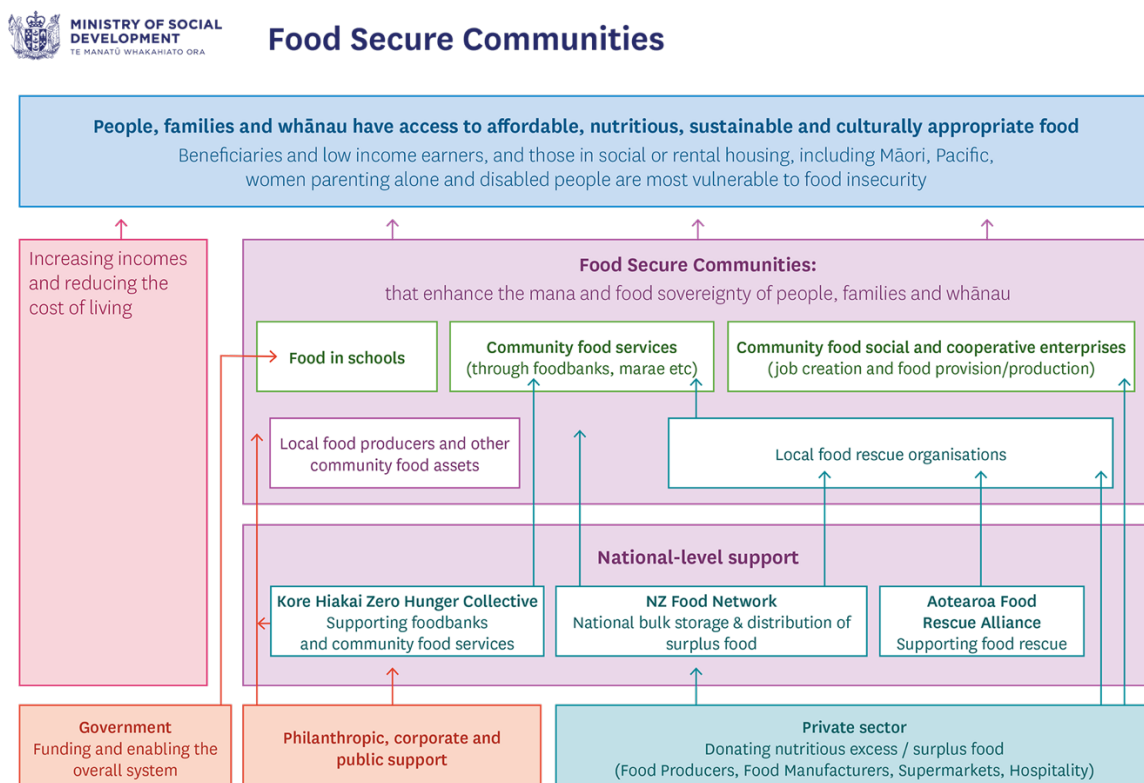 MINISTRY OF SOCIAL
DEVELOPMENT
TE MANATŪ WHAKAHIATO ORA
Food Secure Communities
People, families and whānau have access to affordable, nutritious, sustainable and culturally appropriate food
Beneficiaries and low income earners, and those in social or rental housing, including Māori, Pacific,
women parenting alone and disabled people are most vulnerable to food insecurity
Increasing incomes
and reducing the
cost of living
Food Secure Communities:
that enhance the mana and food sovereignty of people, families and whānau
Food in schools
Community food services
(through foodbanks, marae etc)
Community food social and cooperative enterprises
(job creation and food provision/production)
Local food producers and other
community food assets
Local food rescue organisations
National-level support
Kore Hiakai Zero Hunger Collective
Supporting foodbanks
and community food services
NZ Food Network
National bulk storage & distribution of
surplus food
Aotearoa Food
Rescue Alliance
Supporting food rescue
Government
Funding and enabling the
overall system
Philanthropic, corporate and
public support
Private sector
Donating nutritious excess / surplus food
(Food Producers, Food Manufacturers, Supermarkets, Hospitality)